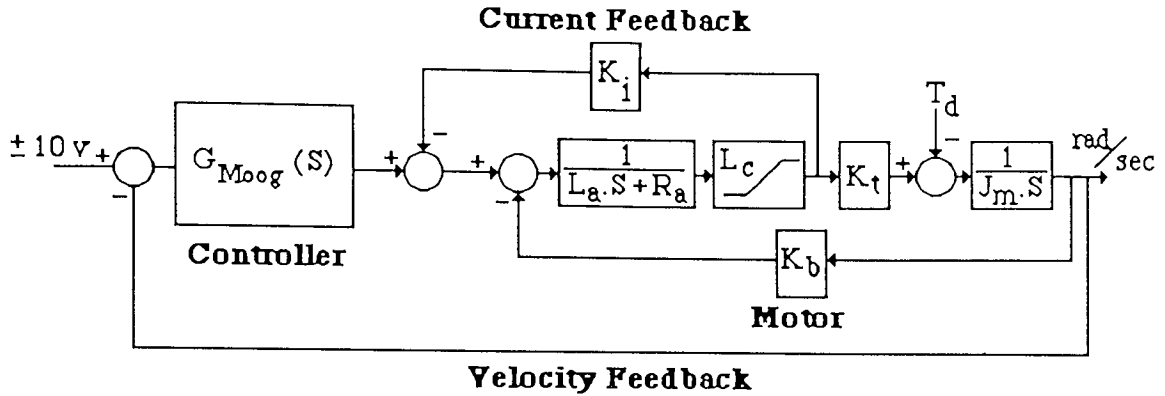 Current Feedback
K_i
± 10 v +
−
G_Moog (S)
Controller
+
−
+
−
1
L_a.S + R_a
L_c
K_t
+
T_d
−
1
J_m.S
rad/sec
K_b
Motor
Velocity Feedback